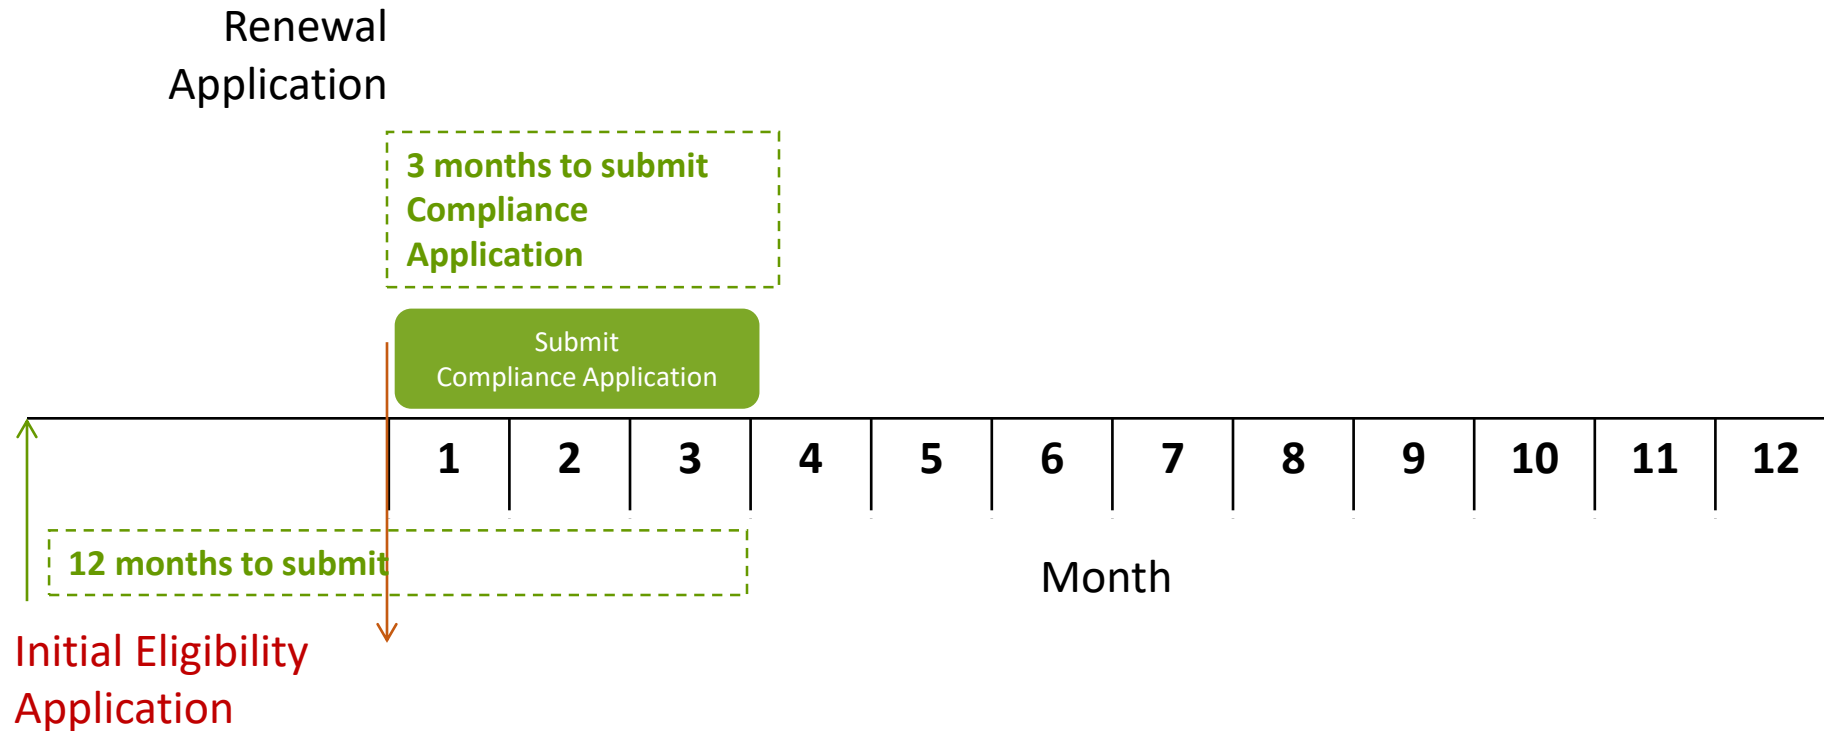 Renewal
Application
3 months to submit
Compliance
Application
Submit
Compliance Application
1 2 3 4 5 6 7 8 9 10 11 12
12 months to submit
Month
Initial Eligibility
Application